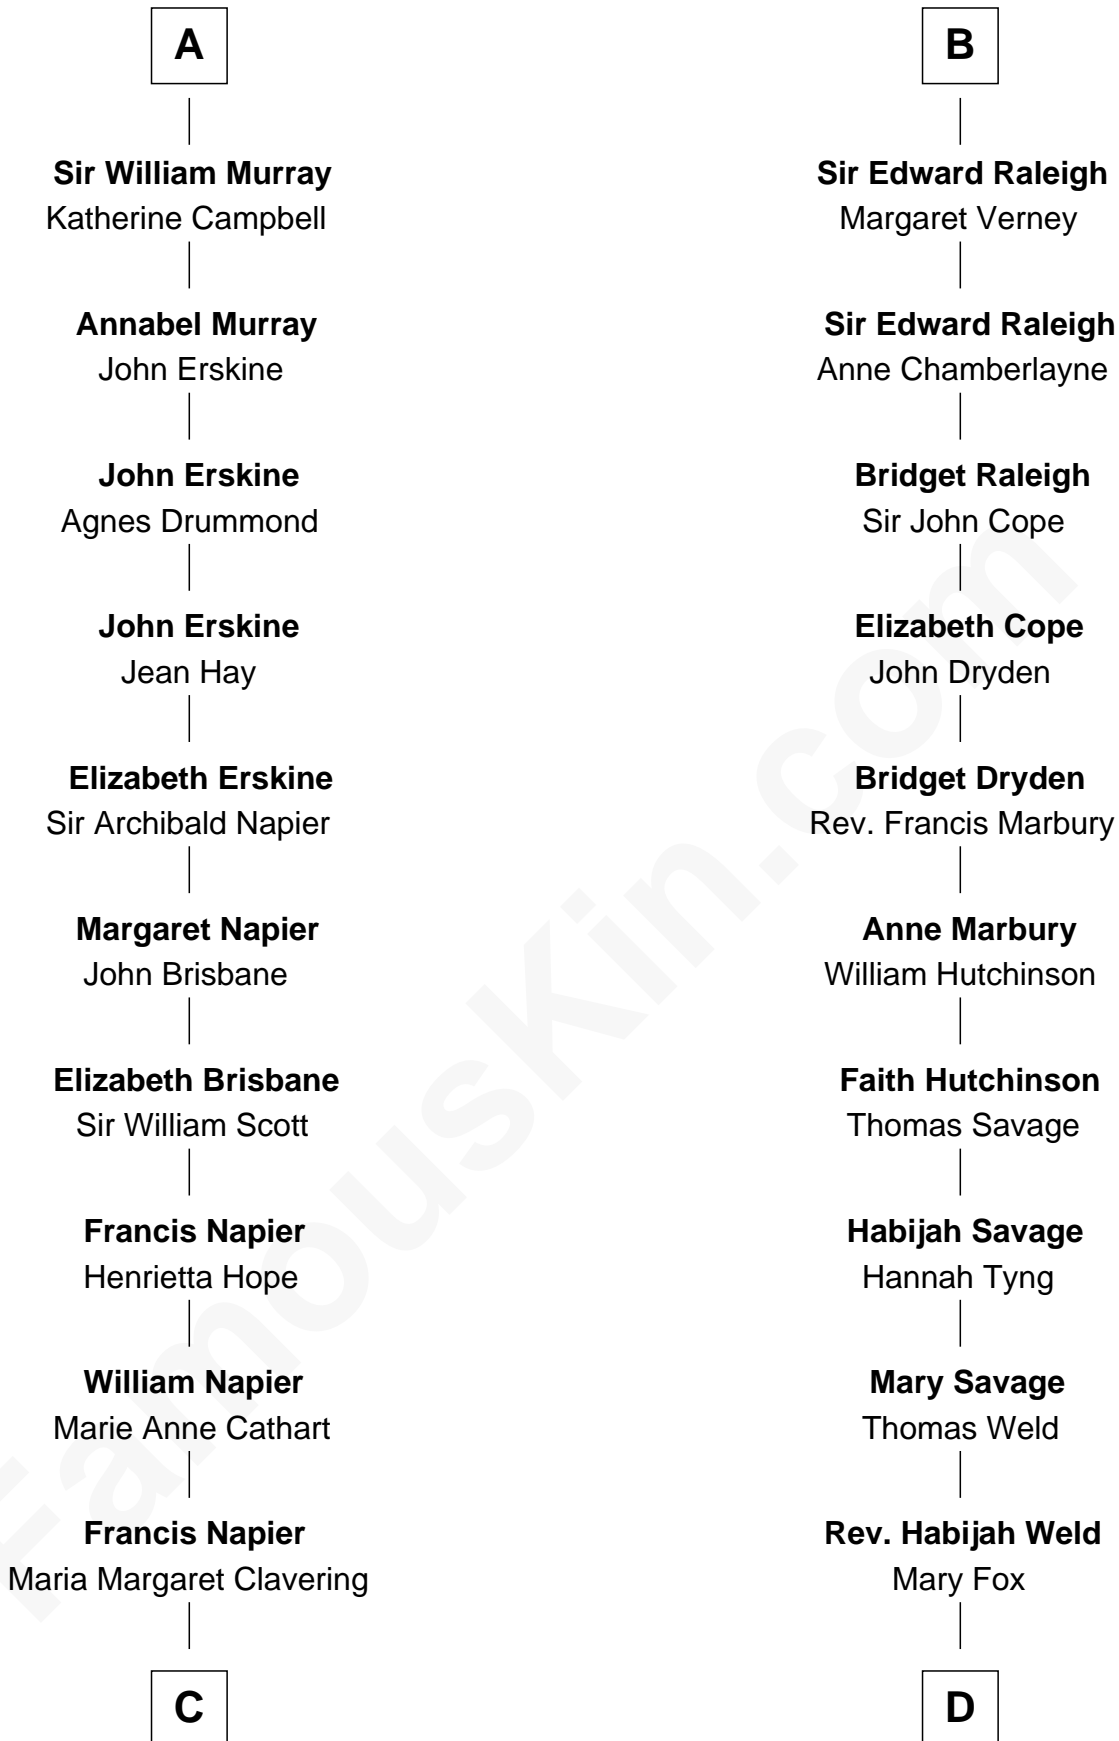 A
Sir William Murray
Katherine Campbell
Annabel Murray
John Erskine
John Erskine
Agnes Drummond
John Erskine
Jean Hay
Elizabeth Erskine
Sir Archibald Napier
Margaret Napier
John Brisbane
Elizabeth Brisbane
Sir William Scott
Francis Napier
Henrietta Hope
William Napier
Marie Anne Cathart
Francis Napier
Maria Margaret Clavering
C
B
Sir Edward Raleigh
Margaret Verney
Sir Edward Raleigh
Anne Chamberlayne
Bridget Raleigh
Sir John Cope
Elizabeth Cope
John Dryden
Bridget Dryden
Rev. Francis Marbury
Anne Marbury
William Hutchinson
Faith Hutchinson
Thomas Savage
Habijah Savage
Hannah Tyng
Mary Savage
Thomas Weld
Rev. Habijah Weld
Mary Fox
D
FamousKin.com